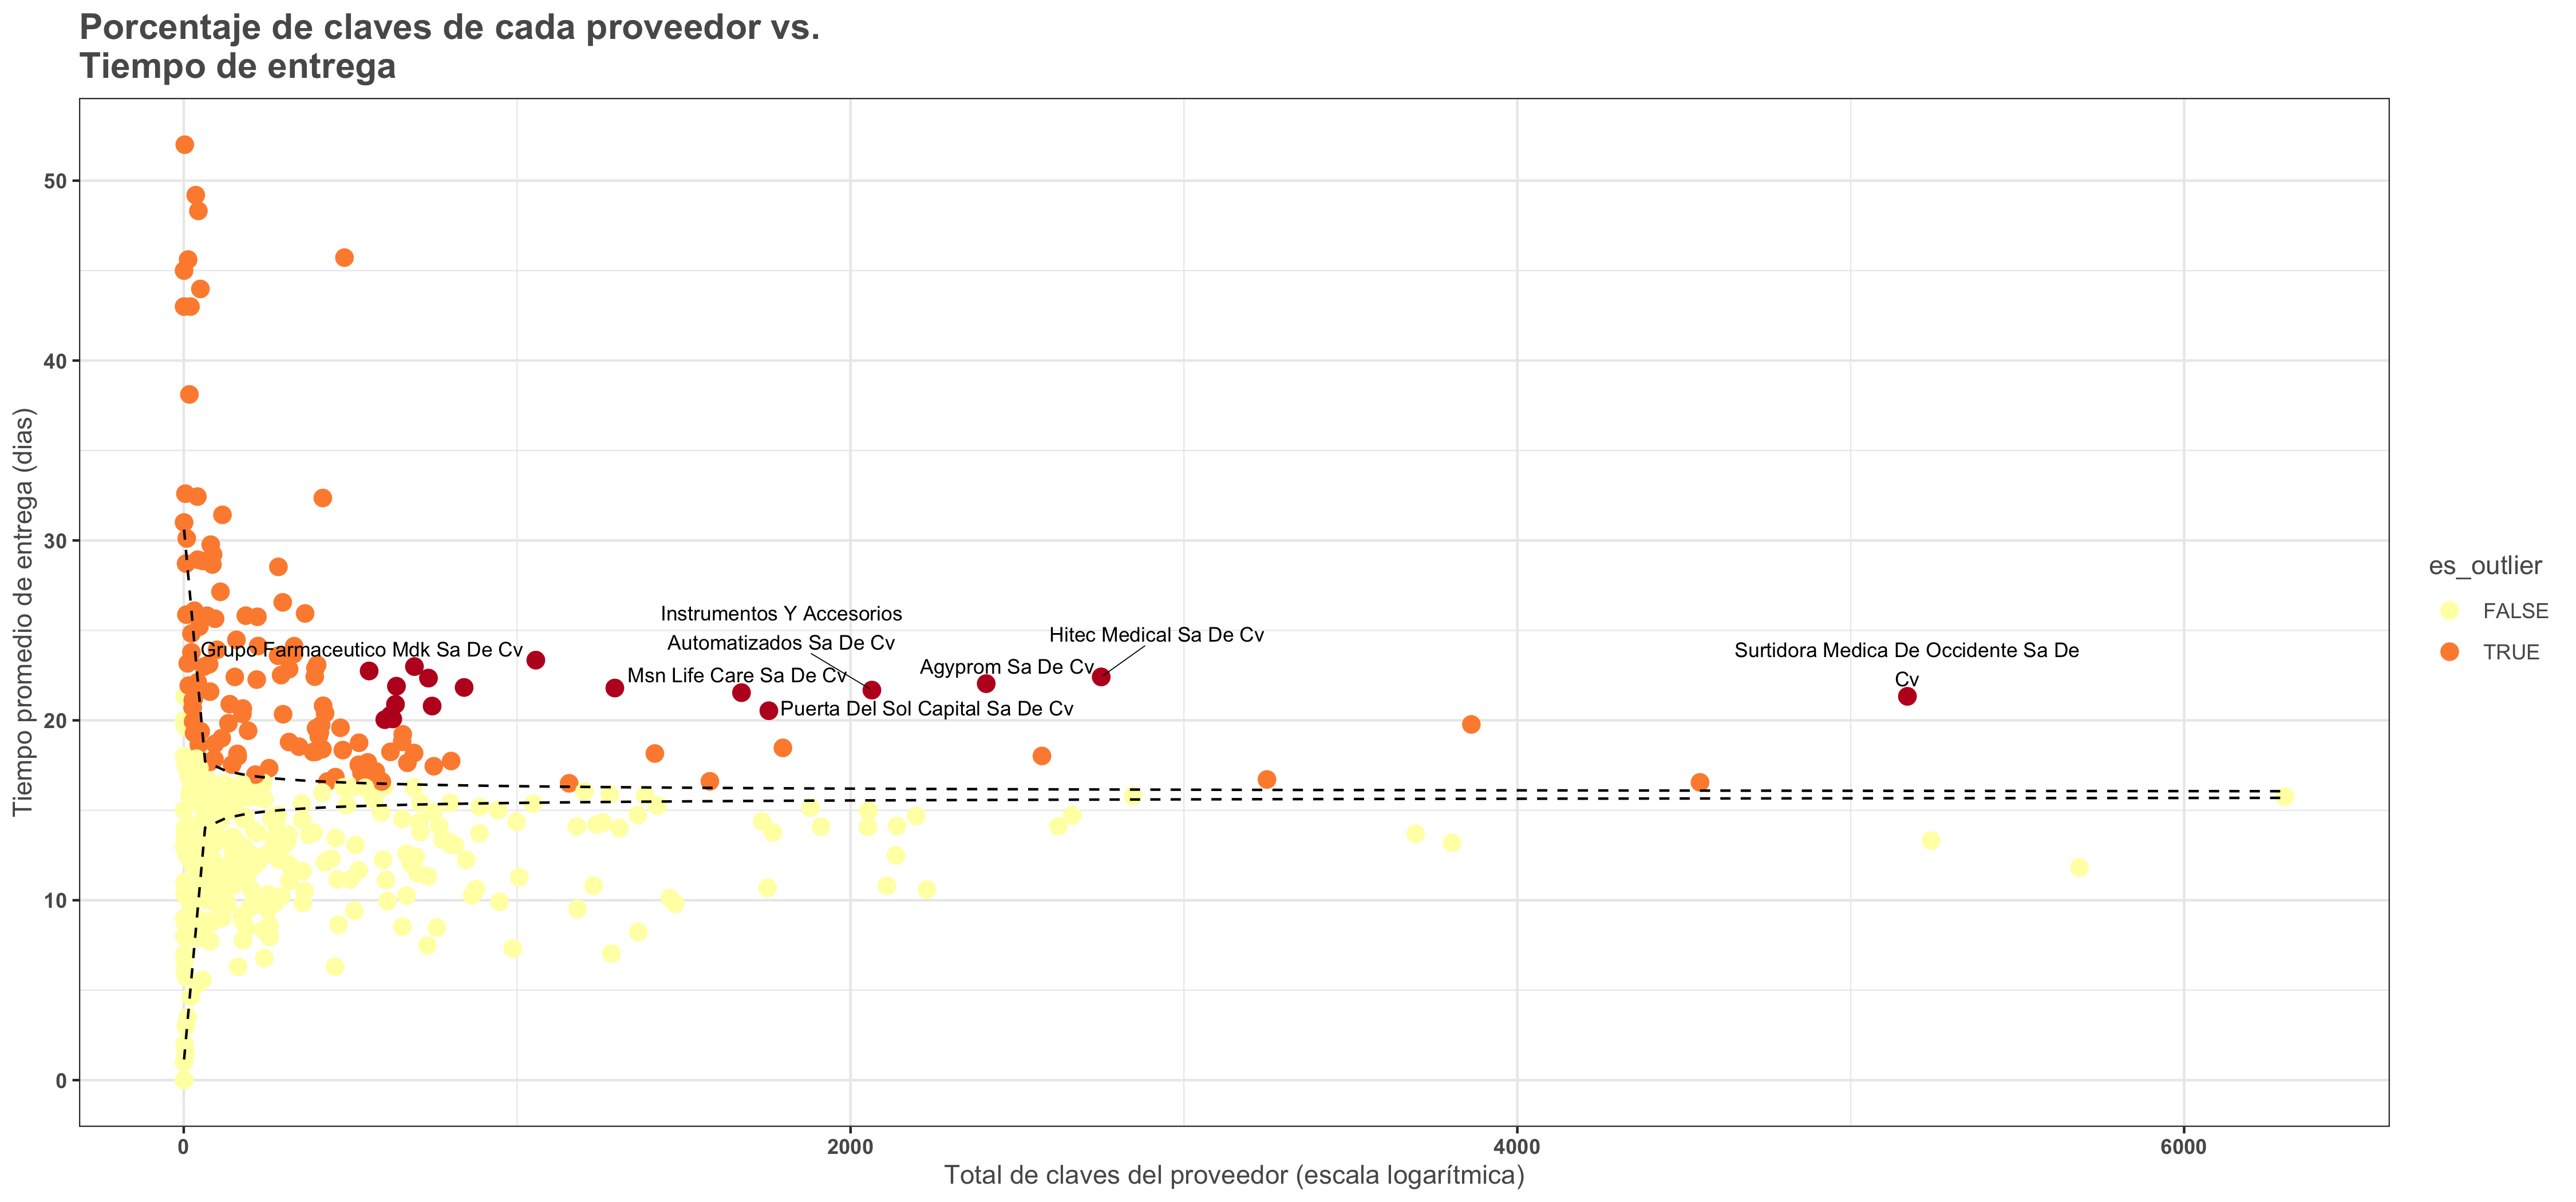 Porcentaje de claves de cada proveedor vs.
Tiempo de entrega
Tiempo promedio de entrega (dias)
50
40
30
20
10
0
Instrumentos Y Accesorios
Automatizados Sa De Cv
Hitec Medical Sa De Cv
Grupo Farmaceutico Mdk Sa De Cv
Surtidora Medica De Occidente Sa De
Cv
Agyprom Sa De Cv
Msn Life Care Sa De Cv
Puerta Del Sol Capital Sa De Cv
es_outlier
FALSE
TRUE
0
2000
4000
6000
Total de claves del proveedor (escala logarítmica)